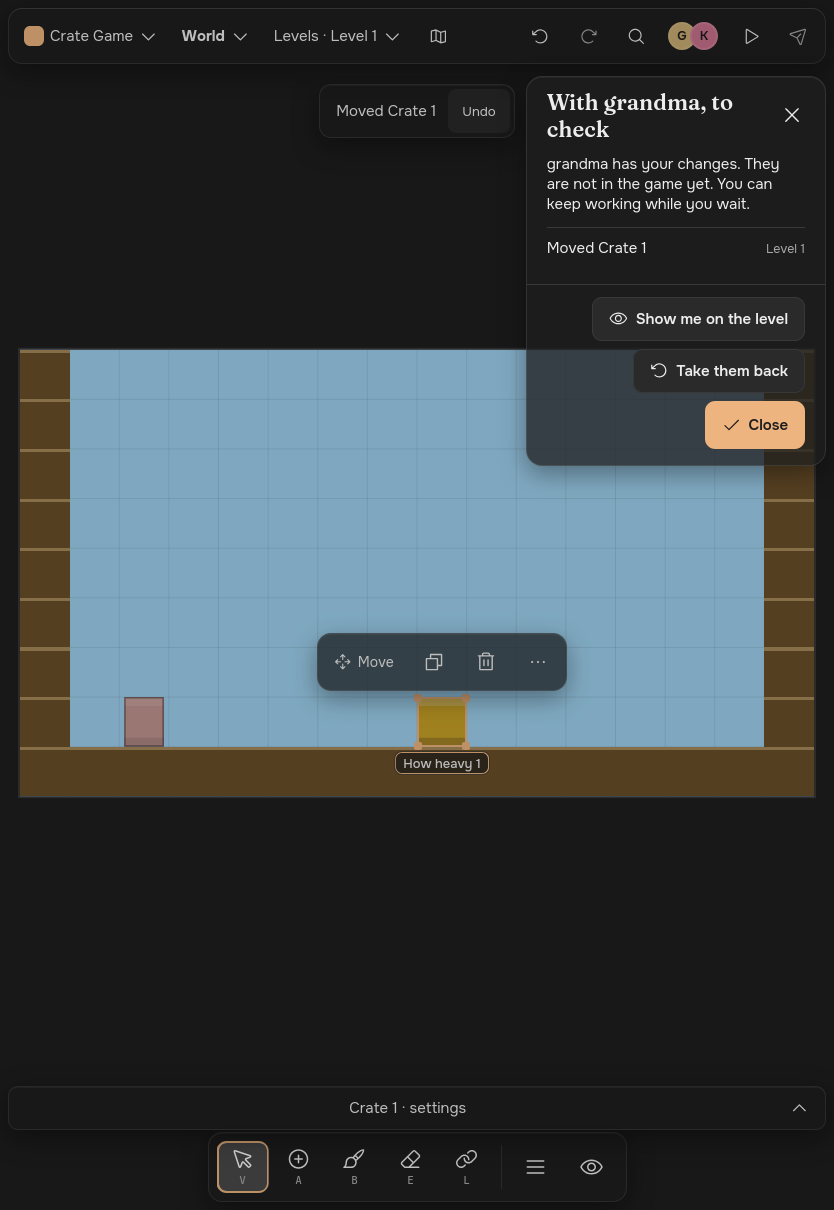 Crate Game
World
Levels · Level 1
G
K
Moved Crate 1
Undo
With grandma, to
check
grandma has your changes. They
are not in the game yet. You can
keep working while you wait.
Moved Crate 1
Level 1
Show me on the level
Take them back
Close
Move
How heavy 1
Crate 1 · settings
V
A
B
E
L